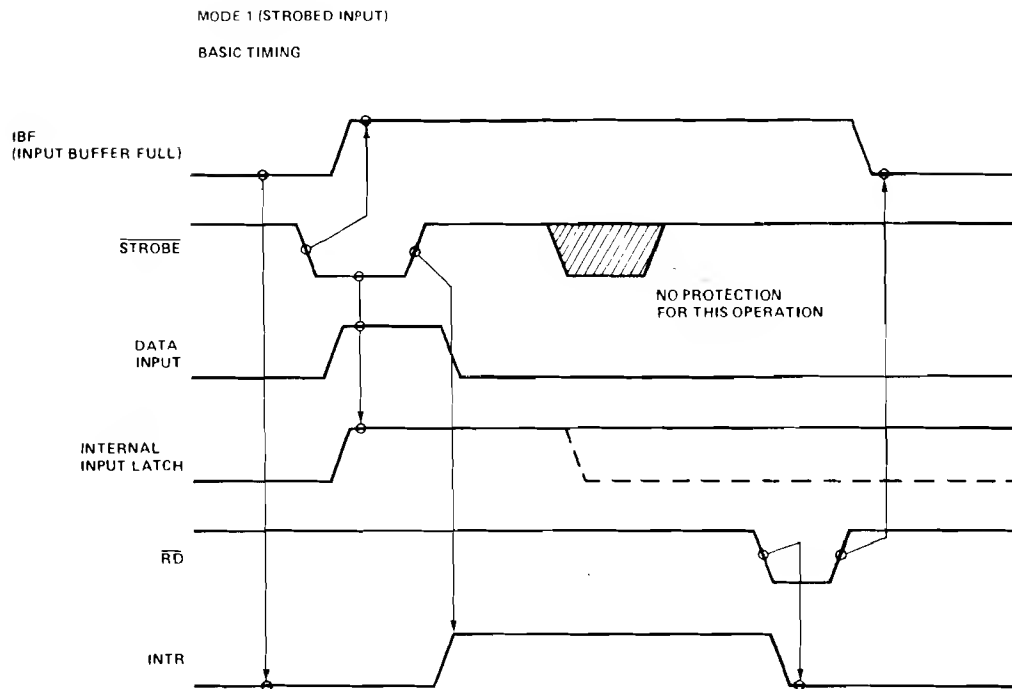 MODE 1 (STROBED INPUT)
BASIC TIMING
IBF
(INPUT BUFFER FULL)
STROBE
NO PROTECTION
FOR THIS OPERATION
DATA
INPUT
INTERNAL
INPUT LATCH
RD
INTR